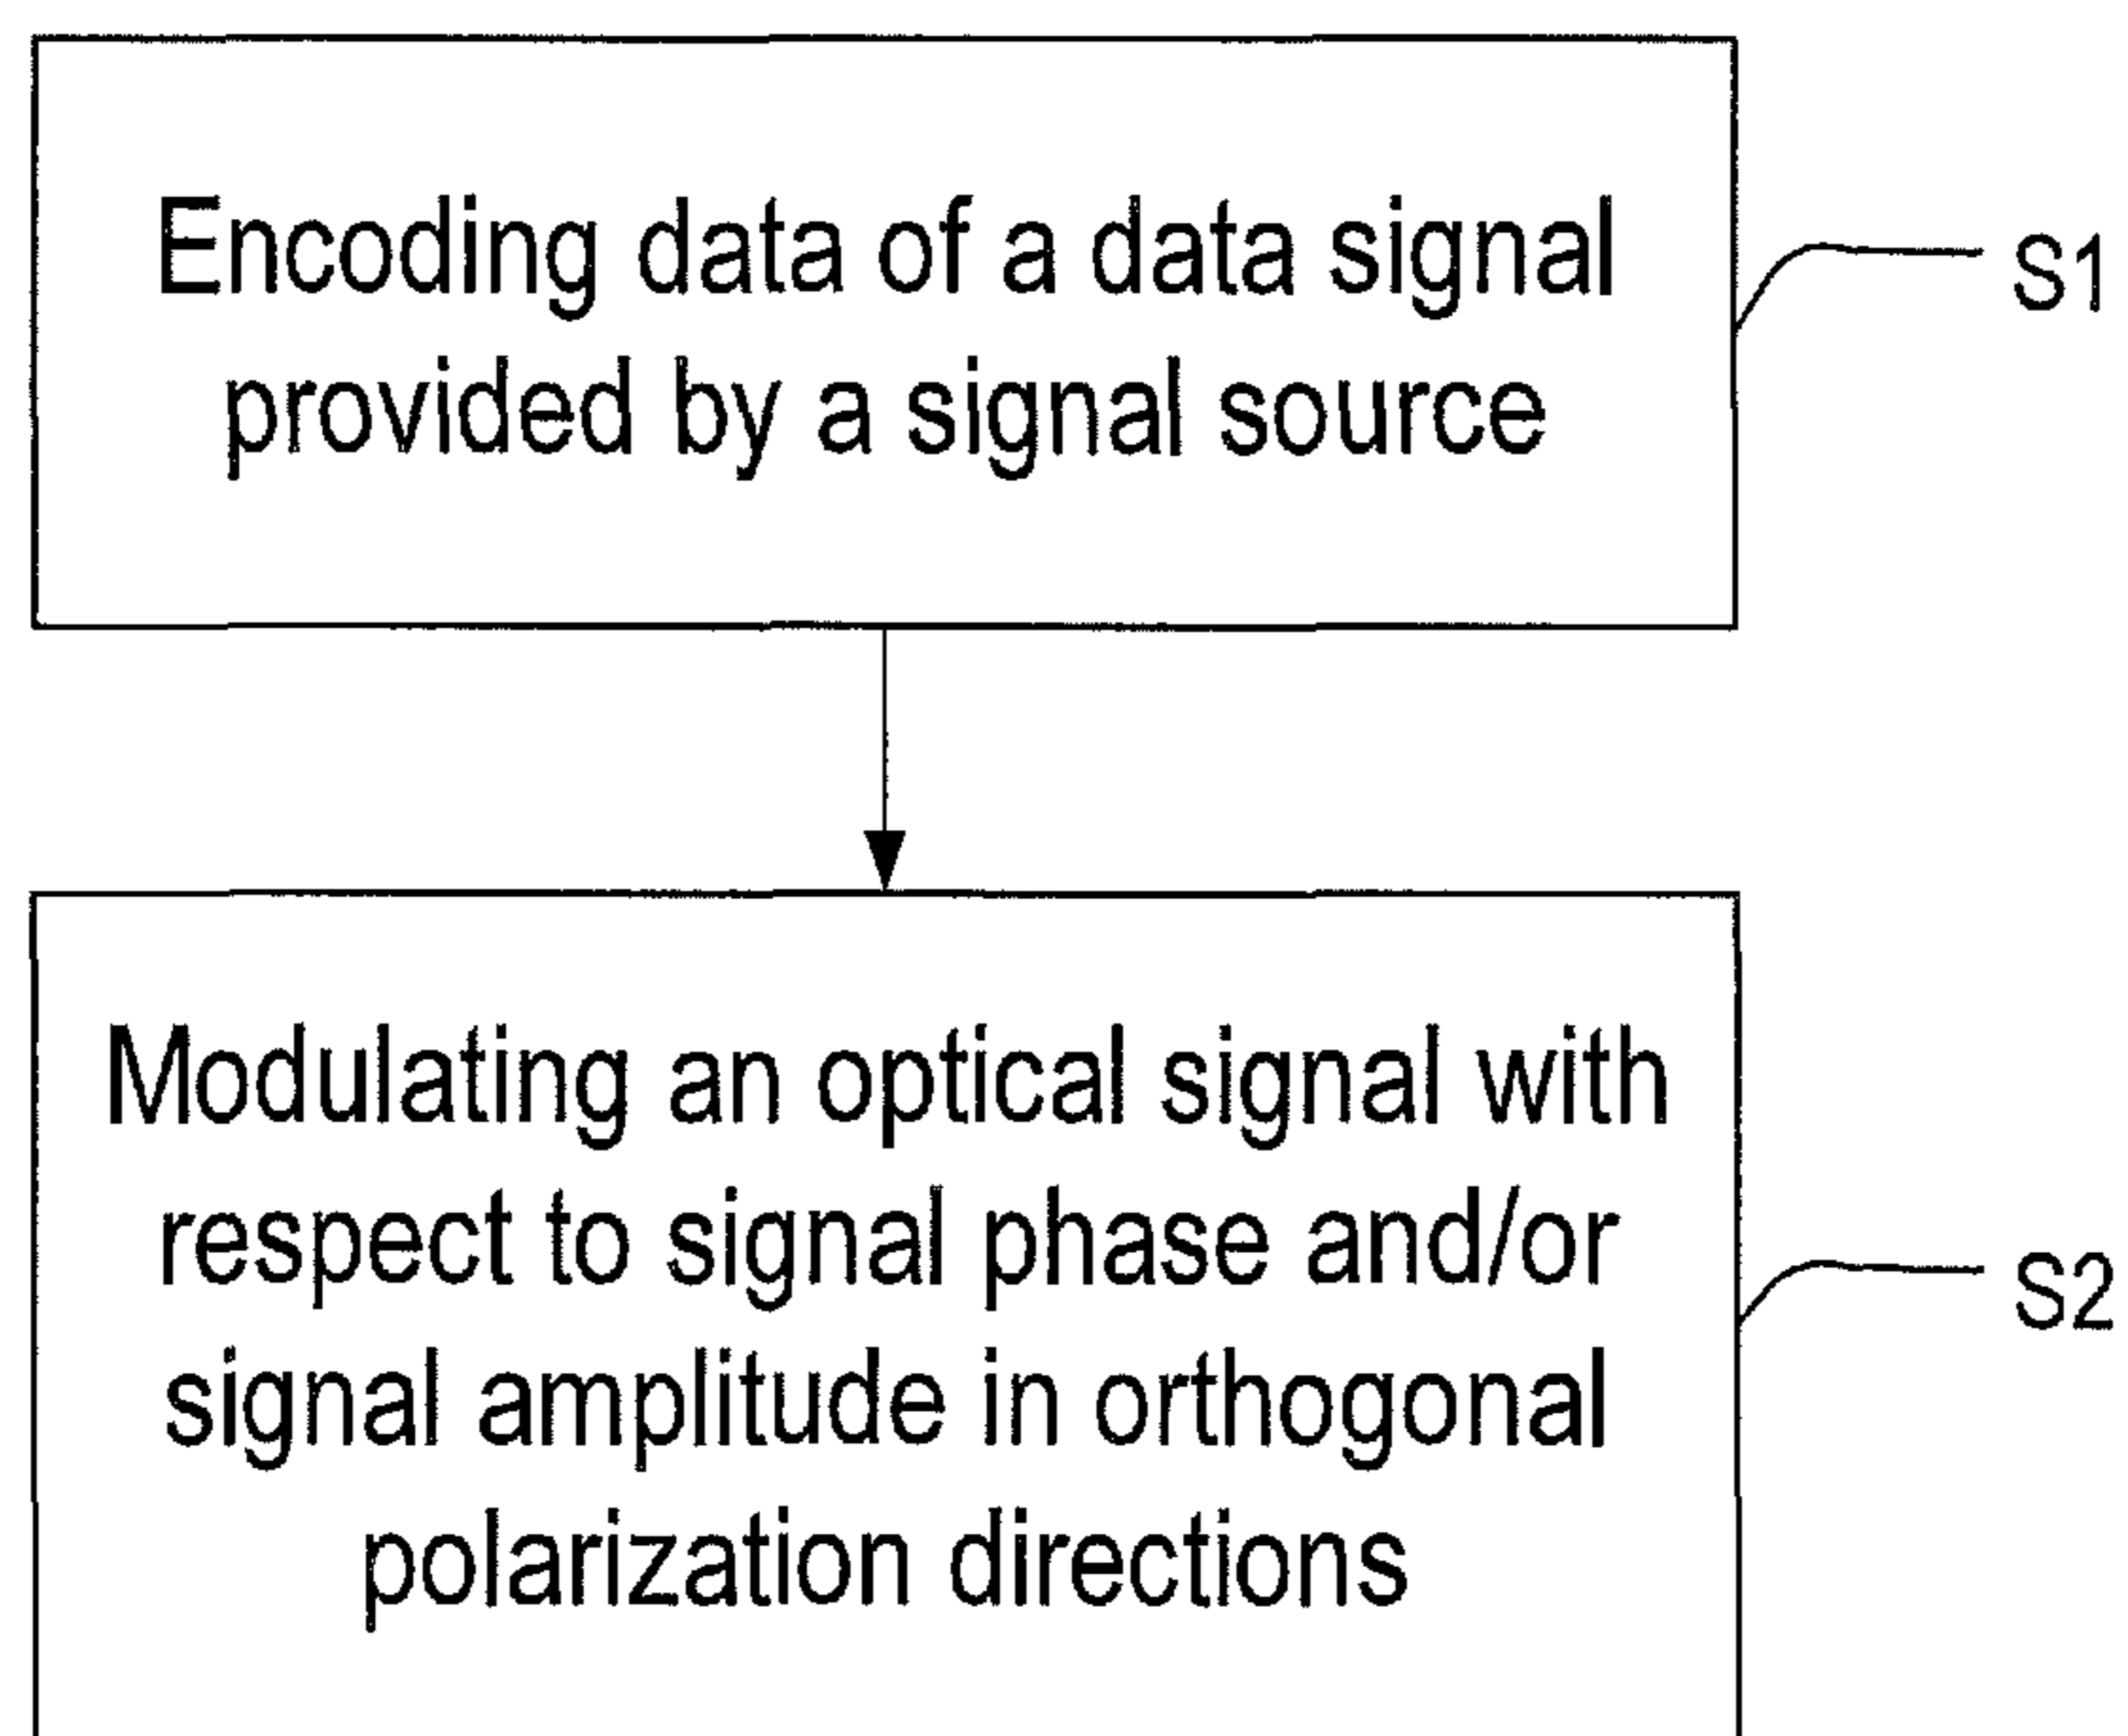 Encoding data of a data signal
provided by a signal source
S1
Modulating an optical signal with
respect to signal phase and/or
signal amplitude in orthogonal
polarization directions
S2